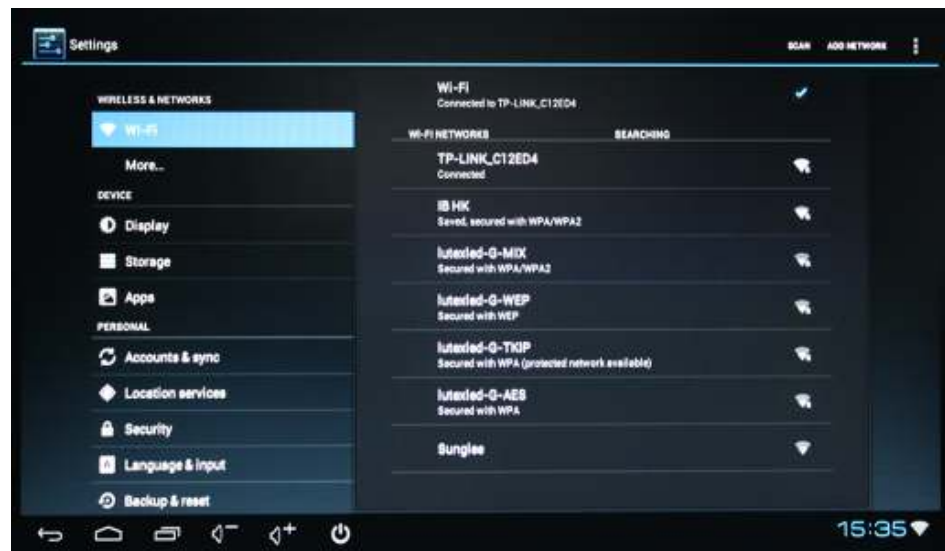 Settings
SCAN ADD NETWORK
WIRELESS & NETWORKS
Wi-Fi
More...
DEVICE
Display
Storage
Apps
PERSONAL
Accounts & sync
Location services
Security
Language & input
Backup & reset
Wi-Fi
Connected to TP-LINK_C12ED4
WI-FI NETWORKS SEARCHING
TP-LINK_C12ED4
Connected
IB HK
Saved, secured with WPA/WPA2
lutexled-G-MIX
Secured with WPA/WPA2
lutexled-G-WEP
Secured with WEP
lutexled-G-TKIP
Secured with WPA (protected network available)
lutexled-G-AES
Secured with WPA
Sunglee
15:35